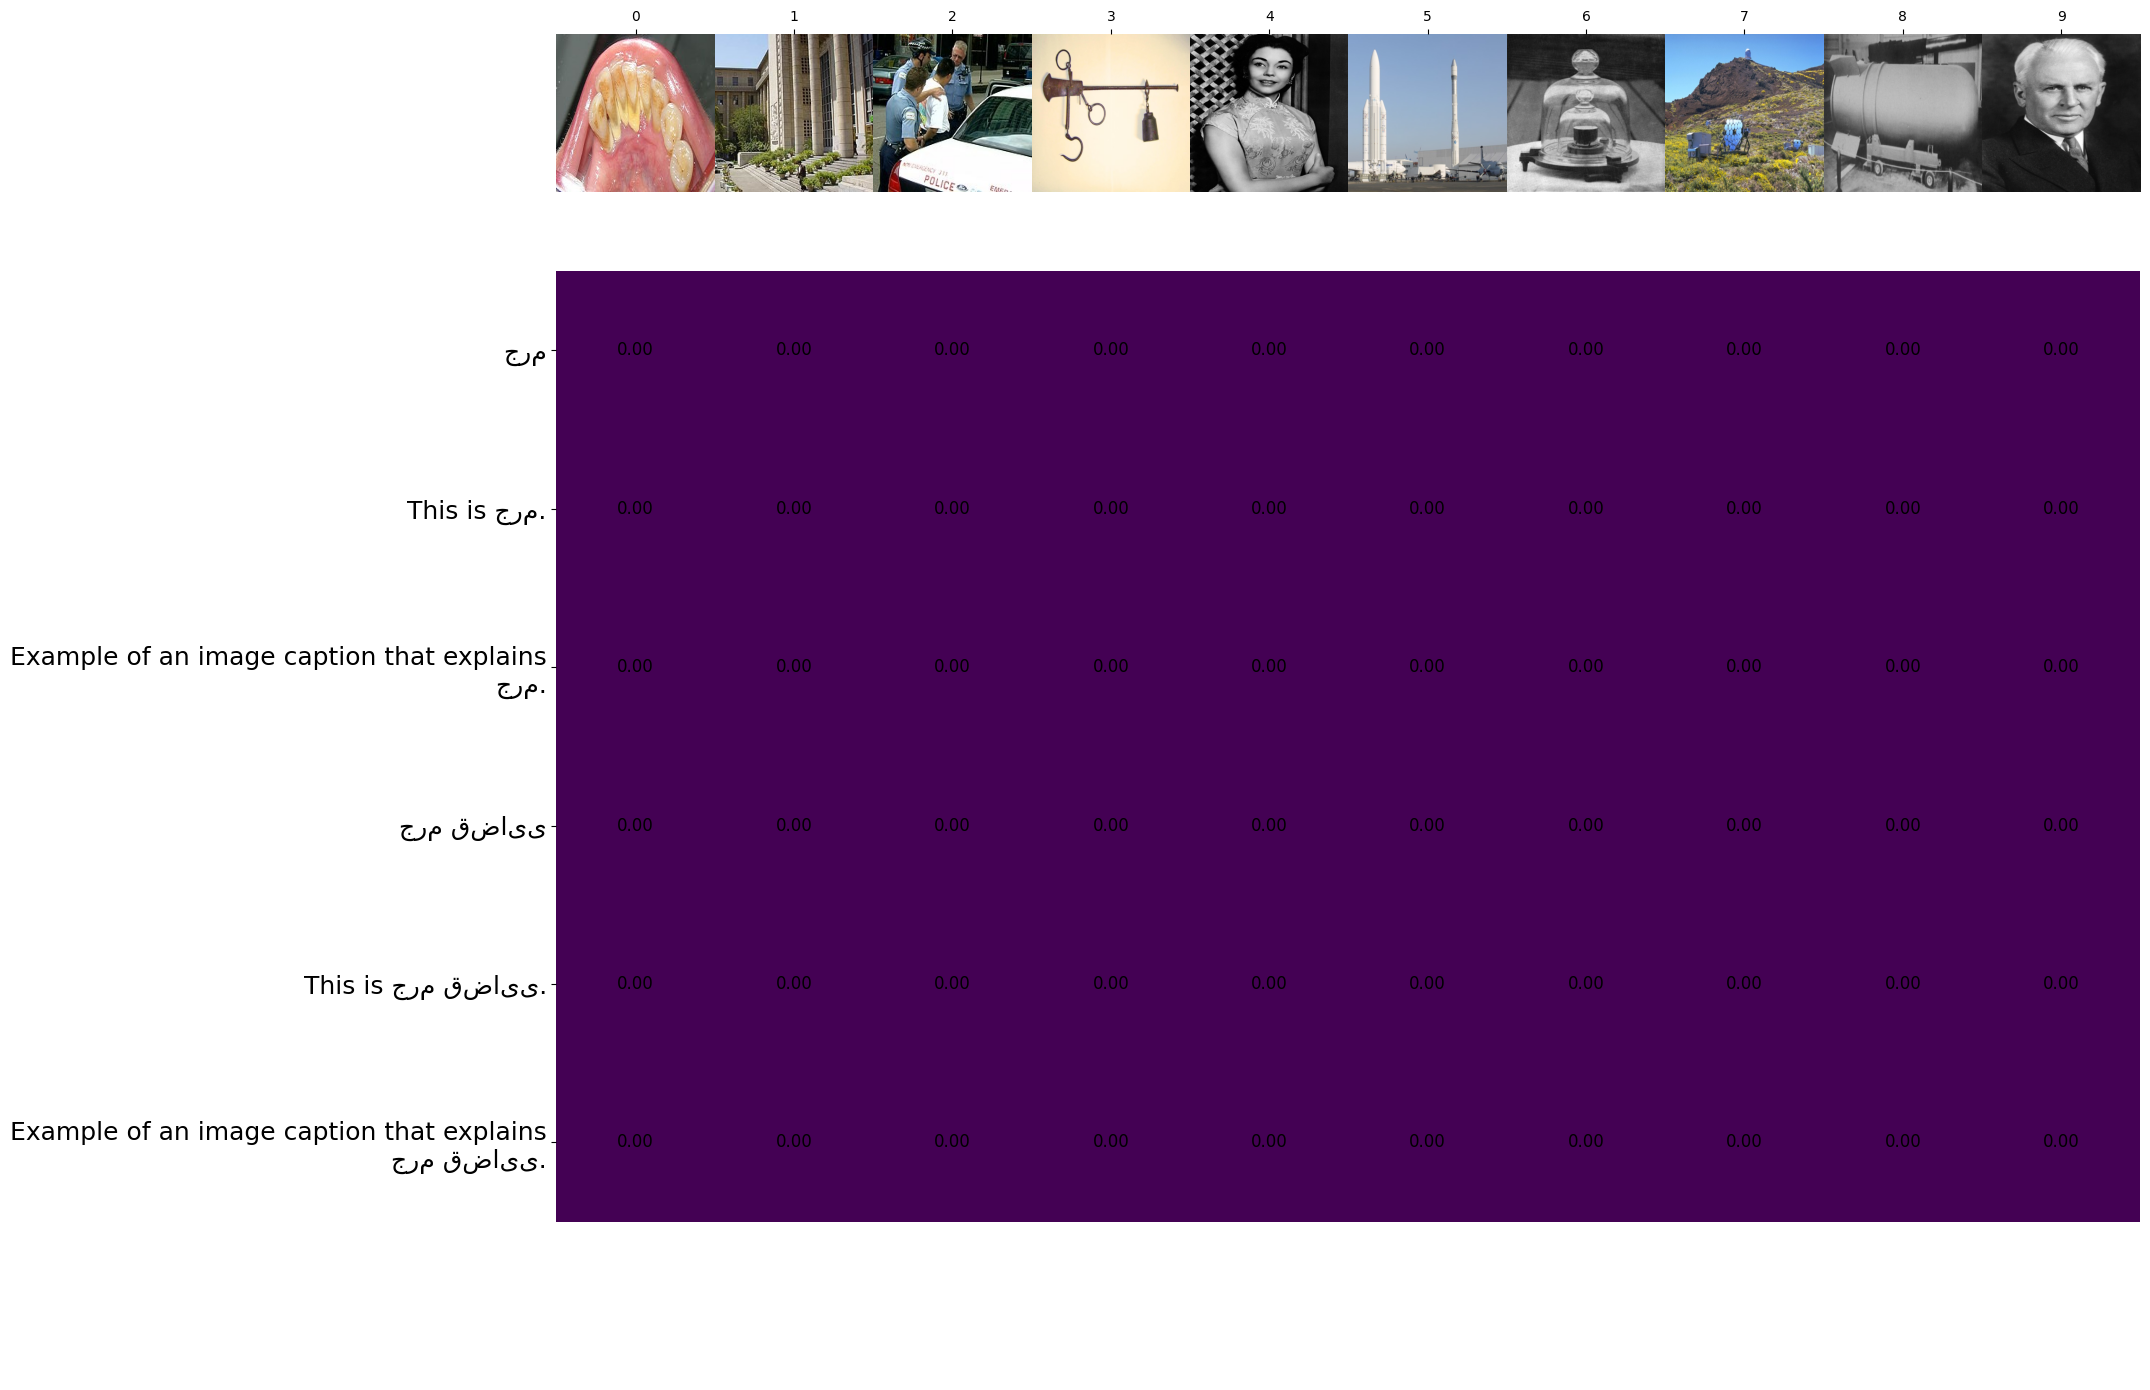 0 1 2 3 4 5 6 7 8 9
POLICE
جرم 0.00 0.00 0.00 0.00 0.00 0.00 0.00 0.00 0.00 0.00
This is جرم. 0.00 0.00 0.00 0.00 0.00 0.00 0.00 0.00 0.00 0.00
Example of an image caption that explains
جرم. 0.00 0.00 0.00 0.00 0.00 0.00 0.00 0.00 0.00 0.00
جرم قضایی 0.00 0.00 0.00 0.00 0.00 0.00 0.00 0.00 0.00 0.00
This is جرم قضایی. 0.00 0.00 0.00 0.00 0.00 0.00 0.00 0.00 0.00 0.00
Example of an image caption that explains
جرم قضایی. 0.00 0.00 0.00 0.00 0.00 0.00 0.00 0.00 0.00 0.00